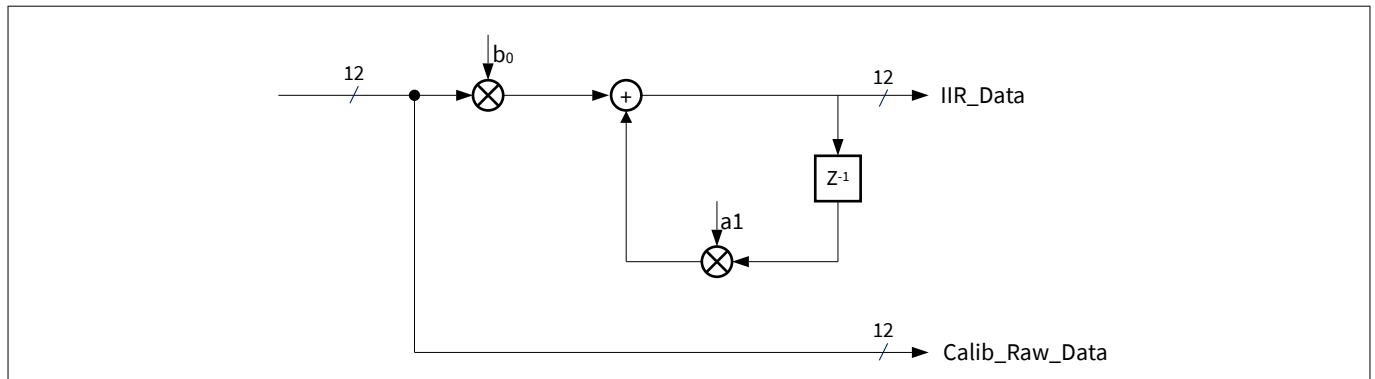 12
b₀
12
IIR_Data
+
Z-1
a1
12
Calib_Raw_Data